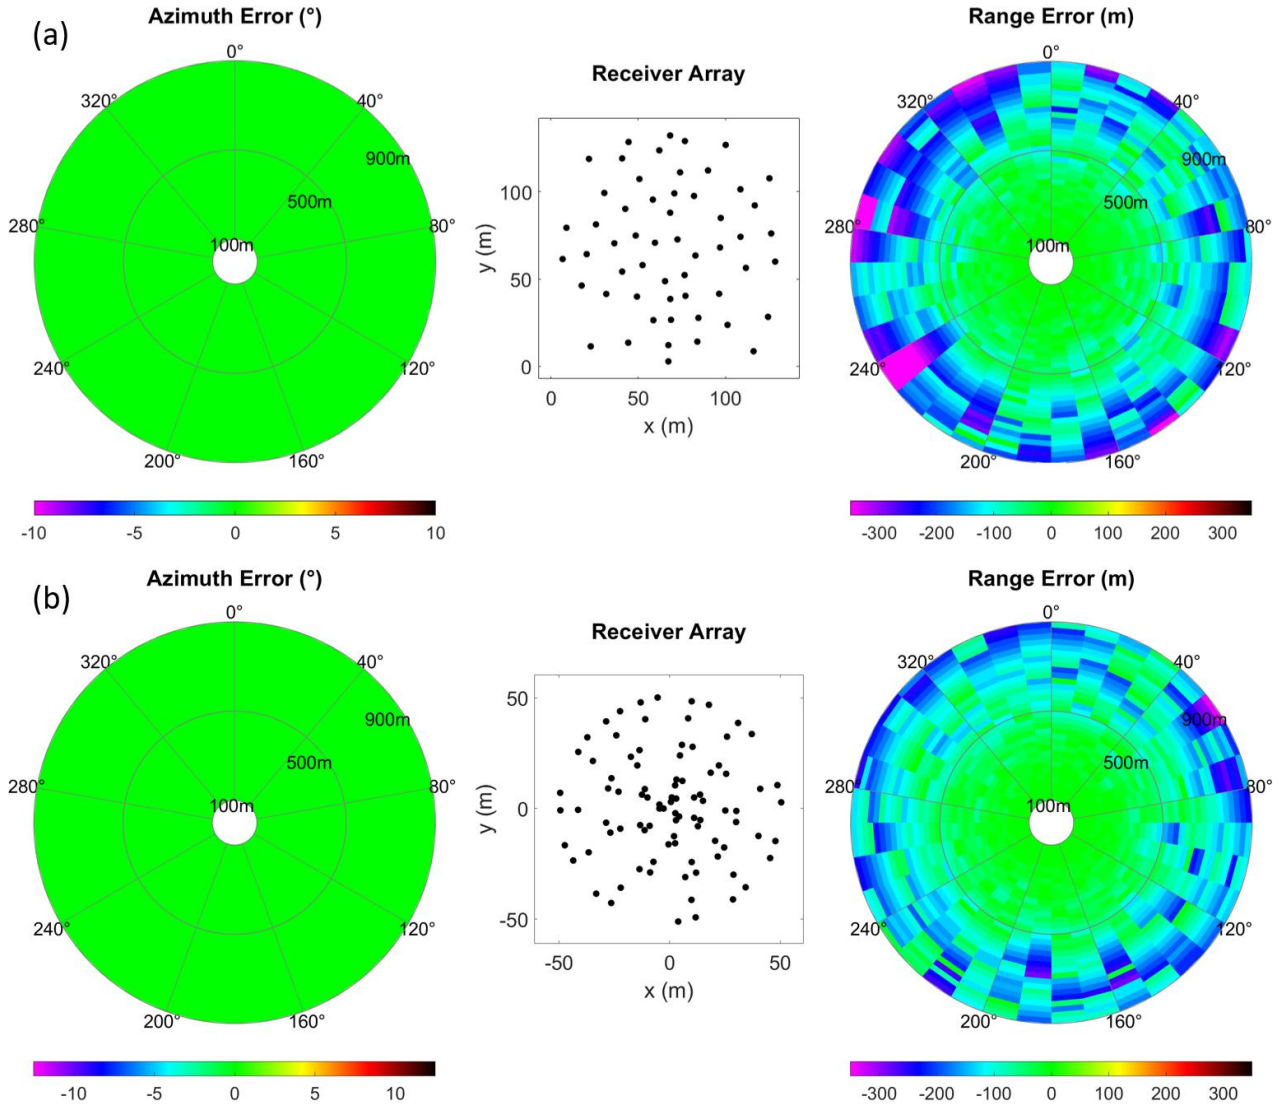 (a)
Azimuth Error (°)
0°
40°
80°
120°
160°
200°
240°
280°
320°
900m
500m
100m
-10 -5 0 5 10
Receiver Array
100
50
0
y (m)
0 50 100
x (m)
Range Error (m)
0°
40°
80°
120°
160°
200°
240°
280°
320°
900m
500m
100m
-300 -200 -100 0 100 200 300
(b)
Azimuth Error (°)
0°
40°
80°
120°
160°
200°
240°
280°
320°
900m
500m
100m
-10 -5 0 5 10
Receiver Array
50
0
-50
y (m)
-50 0 50
x (m)
Range Error (m)
0°
40°
80°
120°
160°
200°
240°
280°
320°
900m
500m
100m
-300 -200 -100 0 100 200 300